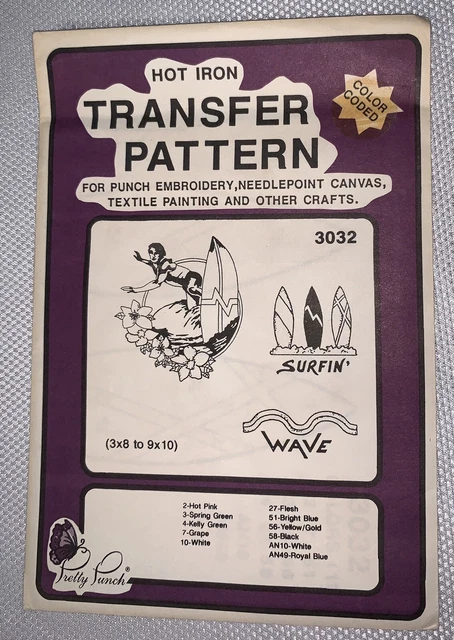 HOT IRON
TRANSFER
PATTERN
COLOR
CODED
FOR PUNCH EMBROIDERY,NEEDLEPOINT CANVAS,
TEXTILE PAINTING AND OTHER CRAFTS.
3032
SURFIN'
WAVE
(3x8 to 9x10)
2-Hot Pink
3-Spring Green
4-Kelly Green
7-Grape
10-White
27-Flesh
51-Bright Blue
56-Yellow/Gold
58-Black
AN10-White
AN49-Royal Blue
Pretty Punch®